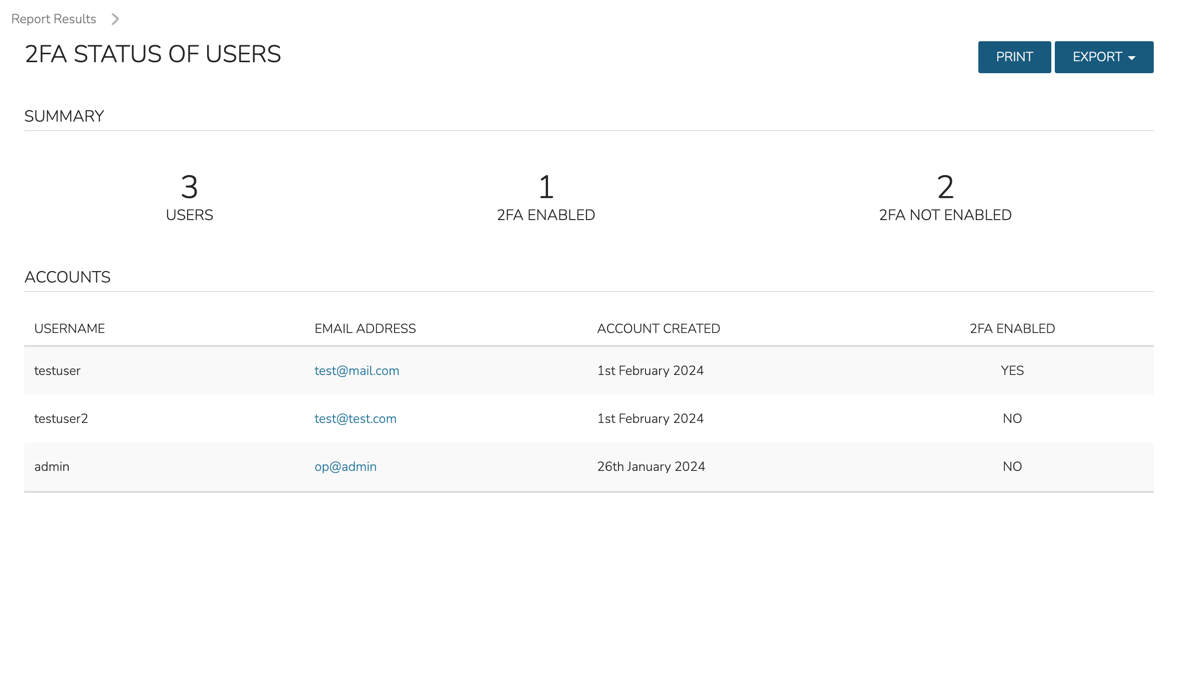 Report Results
2FA STATUS OF USERS
PRINT EXPORT
SUMMARY
3 1 2
USERS 2FA ENABLED 2FA NOT ENABLED
ACCOUNTS
USERNAME EMAIL ADDRESS ACCOUNT CREATED 2FA ENABLED
testuser test@mail.com 1st February 2024 YES
testuser2 test@test.com 1st February 2024 NO
admin op@admin 26th January 2024 NO